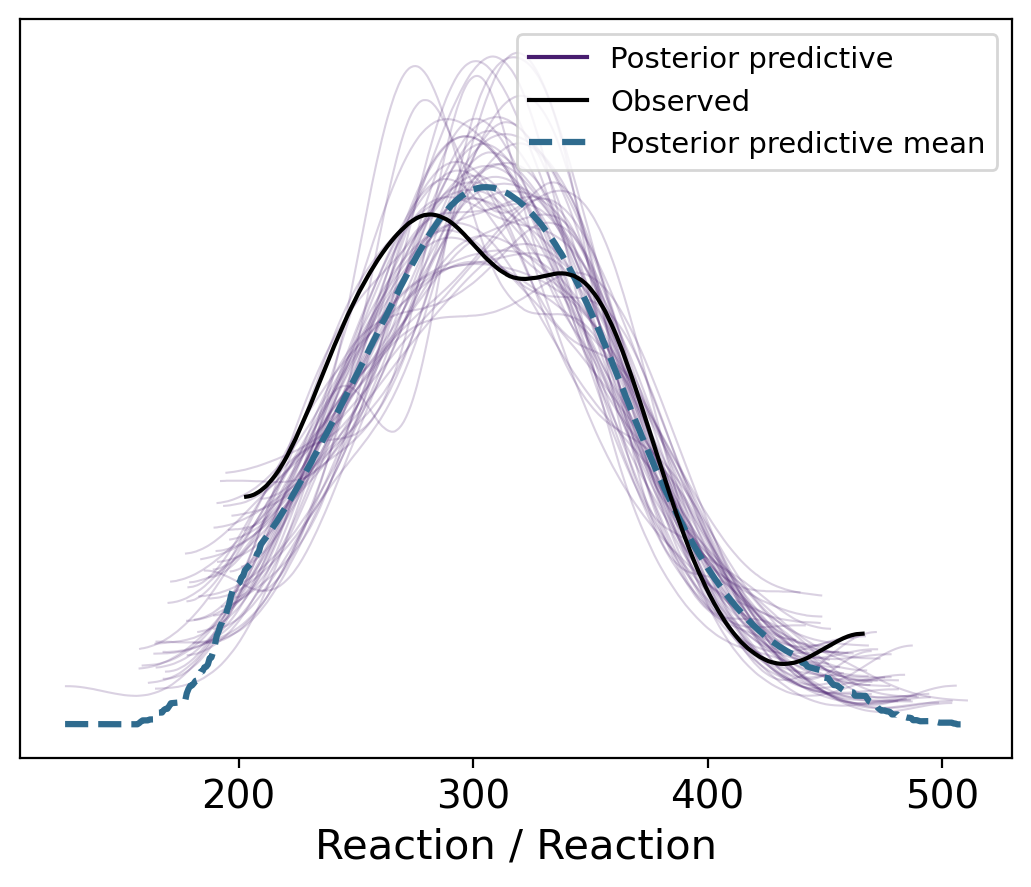 Posterior predictive
Observed
Posterior predictive mean
200 300 400 500
Reaction / Reaction